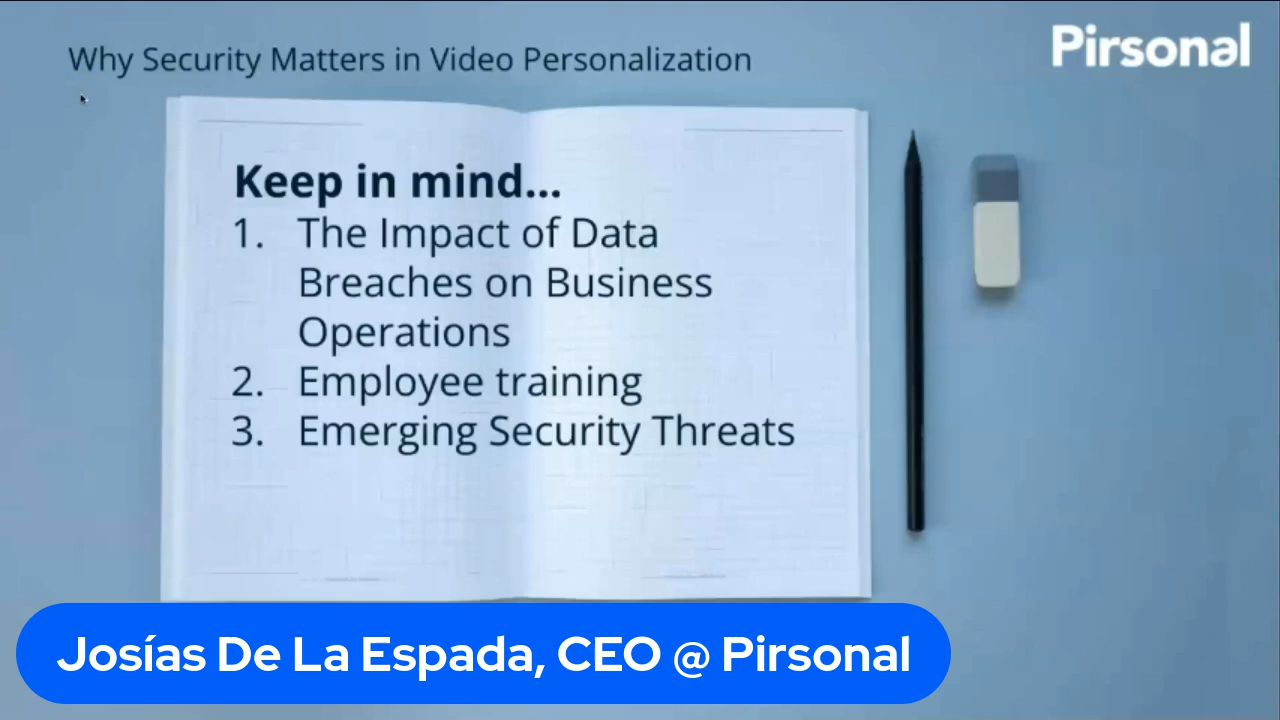 Why Security Matters in Video Personalization
Pirsonal
Keep in mind...
1. The Impact of Data
Breaches on Business
Operations
2. Employee training
3. Emerging Security Threats
Josías De La Espada, CEO @ Pirsonal